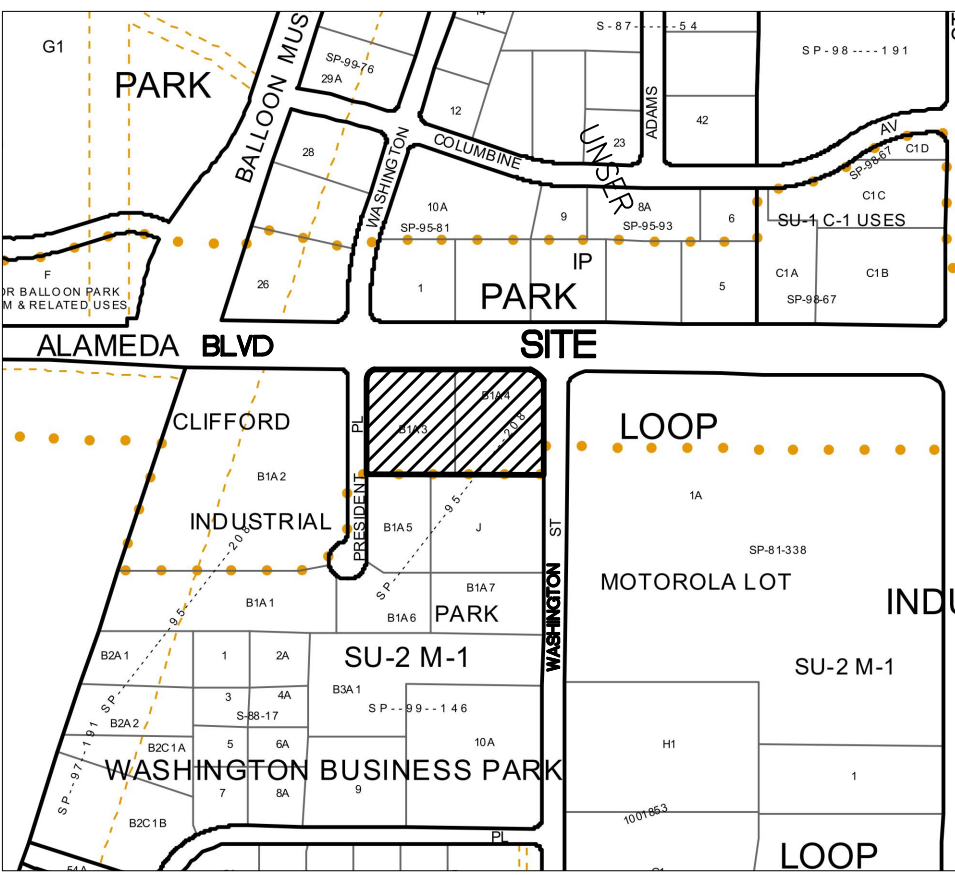 G1
PARK
BALLOON MUS
SP-99-76
29A
12
S-87-------54
ADAMS
SP-98----191
42
UNSER
23
COLUMBINE
AV
C1D
SP-98-67
28
WASHINGTON
10A
SP-95-81
9
8A
SP-95-93
6
C1C
SU-1 C-1 USES
F
OR BALLOON PARK
M & RELATED USES
26
1
IP
PARK
5
C1A
C1B
SP-98-67
ALAMEDA BLVD
SITE
CLIFFORD
PL
B1A3
B1A4
--208
LOOP
B1A2
INDUSTRIAL
PRESIDENT
B1A5
J
SP-------95---
ST
1A
SP-81-338
MOTOROLA LOT
INDU
B1A1
B1A6
B1A7
PARK
WASHINGTON
SU-2 M-1
B2A1
1
2A
SU-2 M-1
B3A1
3
4A
SP--99--146
S-88-17
SP--------95------208
B2A2
5
6A
10A
H1
B2C1A
WASHINGTON BUSINESS PARK
SP--97--191
7
8A
9
1
B2C1B
1001853
PL
LOOP